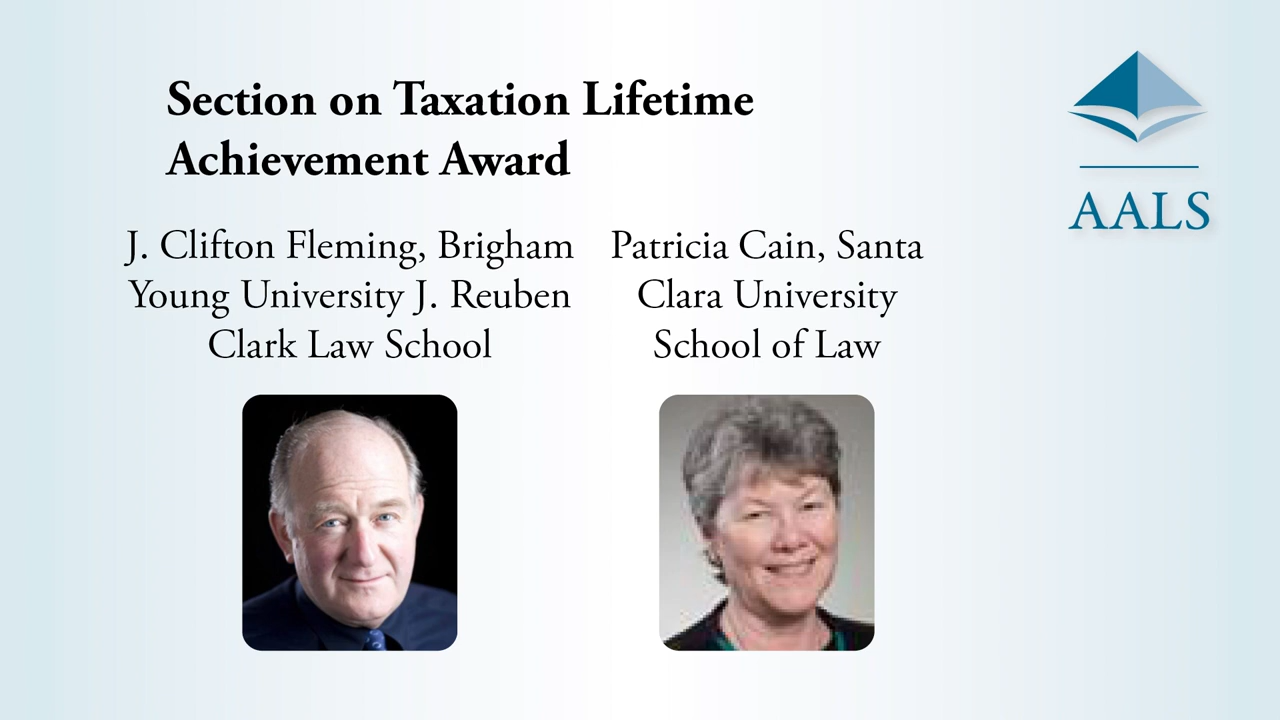 Section on Taxation Lifetime
Achievement Award
AALS
J. Clifton Fleming, Brigham
Young University J. Reuben
Clark Law School
Patricia Cain, Santa
Clara University
School of Law